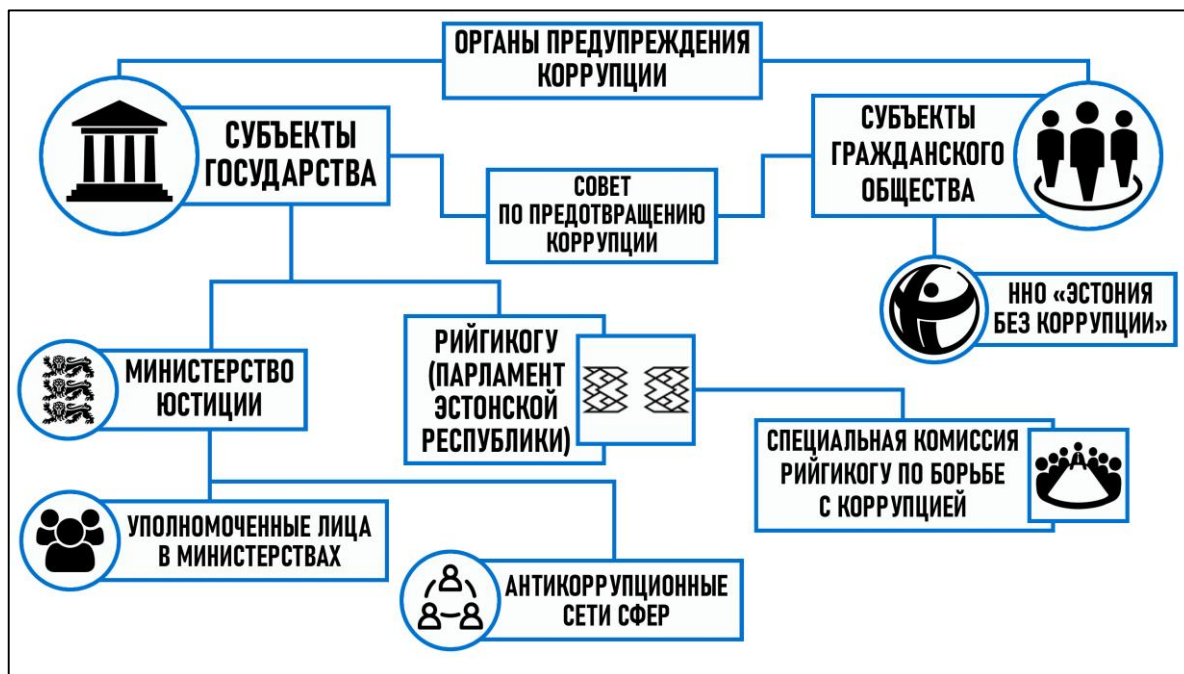 ОРГАНЫ ПРЕДУПРЕЖДЕНИЯ
КОРРУПЦИИ
СУБЪЕКТЫ
ГОСУДАРСТВА
СУБЪЕКТЫ
ГРАЖДАНСКОГО
ОБЩЕСТВА
СОВЕТ
ПО ПРЕДОТВРАЩЕНИЮ
КОРРУПЦИИ
ННО «ЭСТОНИЯ
БЕЗ КОРРУПЦИИ»
МИНИСТЕРСТВО
ЮСТИЦИИ
РИЙГИКОГУ
(ПАРЛАМЕНТ
ЭСТОНСКОЙ
РЕСПУБЛИКИ)
СПЕЦИАЛЬНАЯ КОМИССИЯ
РИЙГИКОГУ ПО БОРЬБЕ
С КОРРУПЦИЕЙ
УПОЛНОМОЧЕННЫЕ ЛИЦА
В МИНИСТЕРСТВАХ
АНТИКОРРУПЦИОННЫЕ
СЕТИ СФЕР